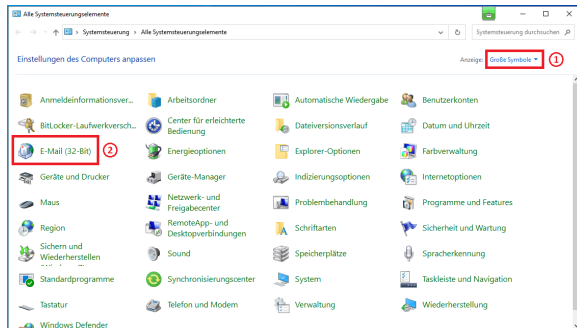 Alle Systemsteuerungselemente
Systemsteuerung > Alle Systemsteuerungselemente
Systemsteuerung durchsuchen
Einstellungen des Computers anpassen
Anzeige: Große Symbole
1
Anmeldeinformationsver...
Arbeitsordner
Automatische Wiedergabe
Benutzerkonten
BitLocker-Laufwerkversch...
Center für erleichterte
Bedienung
Dateiversionsverlauf
Datum und Uhrzeit
E-Mail (32-Bit)
2
Energieoptionen
Explorer-Optionen
Farbverwaltung
Geräte und Drucker
Geräte-Manager
Indizierungsoptionen
Internetoptionen
Maus
Netzwerk- und
Freigabecenter
Problembehandlung
Programme und Features
Region
RemoteApp- und
Desktopverbindungen
Schriftarten
Sicherheit und Wartung
Sichern und
Wiederherstellen
Sound
Speicherplätze
Spracherkennung
Standardprogramme
Synchronisierungscenter
System
Taskleiste und Navigation
Tastatur
Telefon und Modem
Verwaltung
Wiederherstellung
Windows Defender